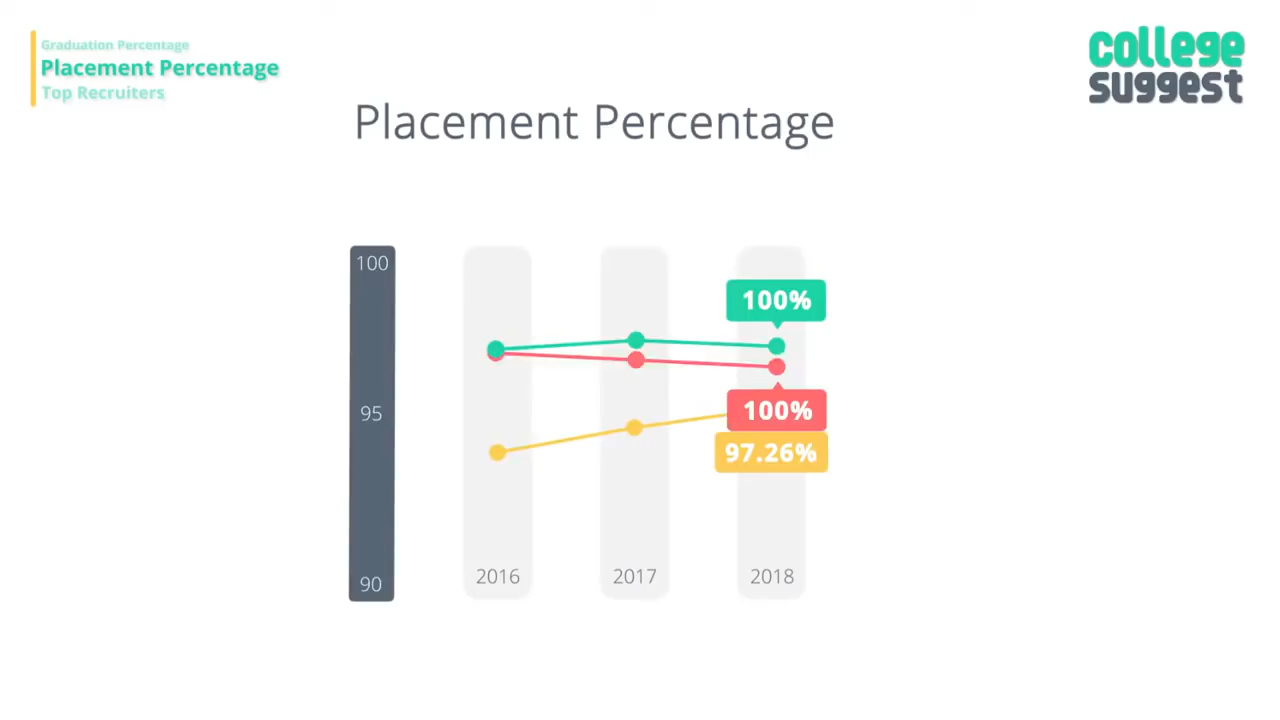 Graduation Percentage
Placement Percentage
Top Recruiters
college
suggest
Placement Percentage
100
95
90
100%
100%
97.26%
2016
2017
2018